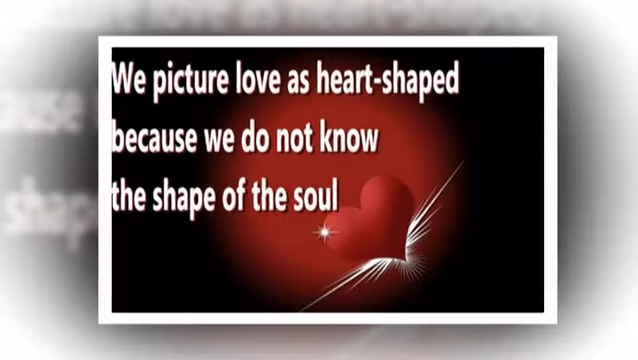 We picture love as heart-shaped
because we do not know
the shape of the soul